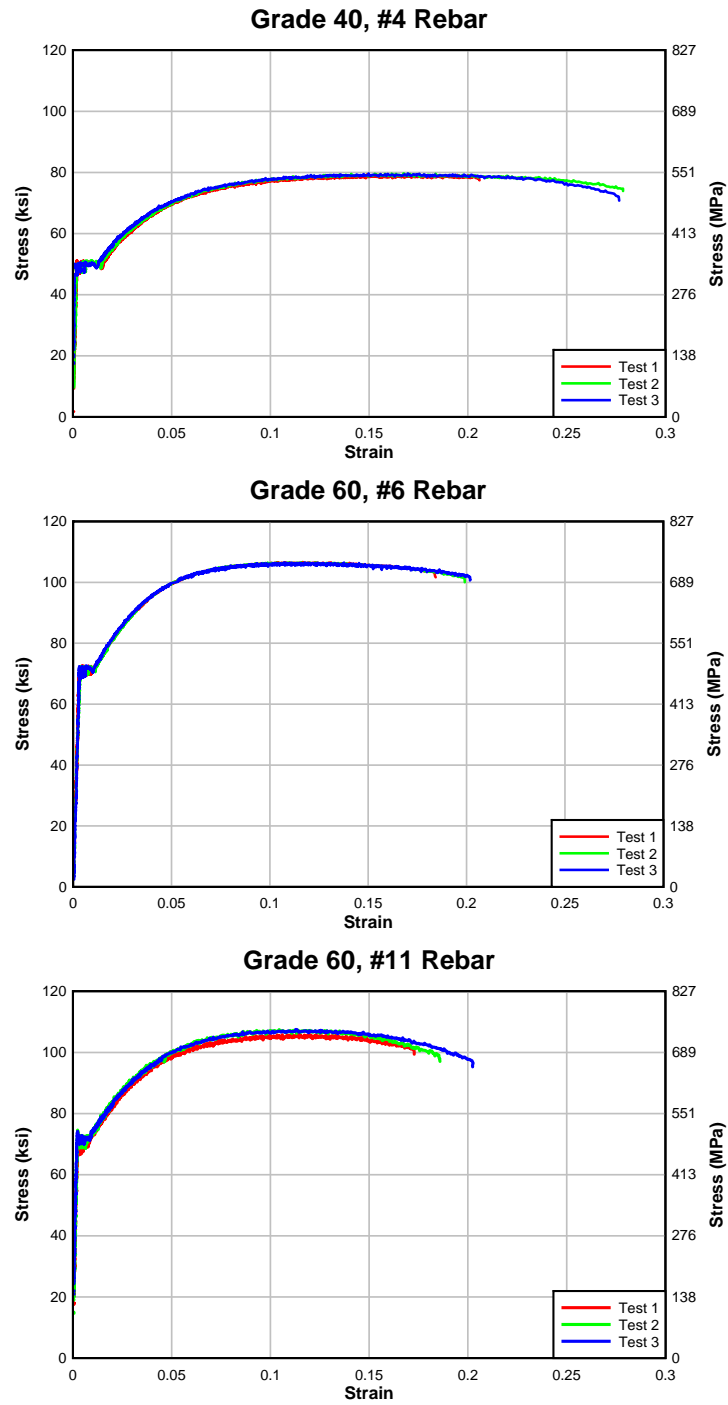 Grade 40, #4 Rebar
120
827
100
689
80
551
60
413
40
276
20
138
0
0
Stress (ksi)
Stress (MPa)
Test 1
Test 2
Test 3
0 0.05 0.1 0.15 0.2 0.25 0.3
Strain
Grade 60, #6 Rebar
120
827
100
689
80
551
60
413
40
276
20
138
0
0
Stress (ksi)
Stress (MPa)
Test 1
Test 2
Test 3
0 0.05 0.1 0.15 0.2 0.25 0.3
Strain
Grade 60, #11 Rebar
120
827
100
689
80
551
60
413
40
276
20
138
0
0
Stress (ksi)
Stress (MPa)
Test 1
Test 2
Test 3
0 0.05 0.1 0.15 0.2 0.25 0.3
Strain